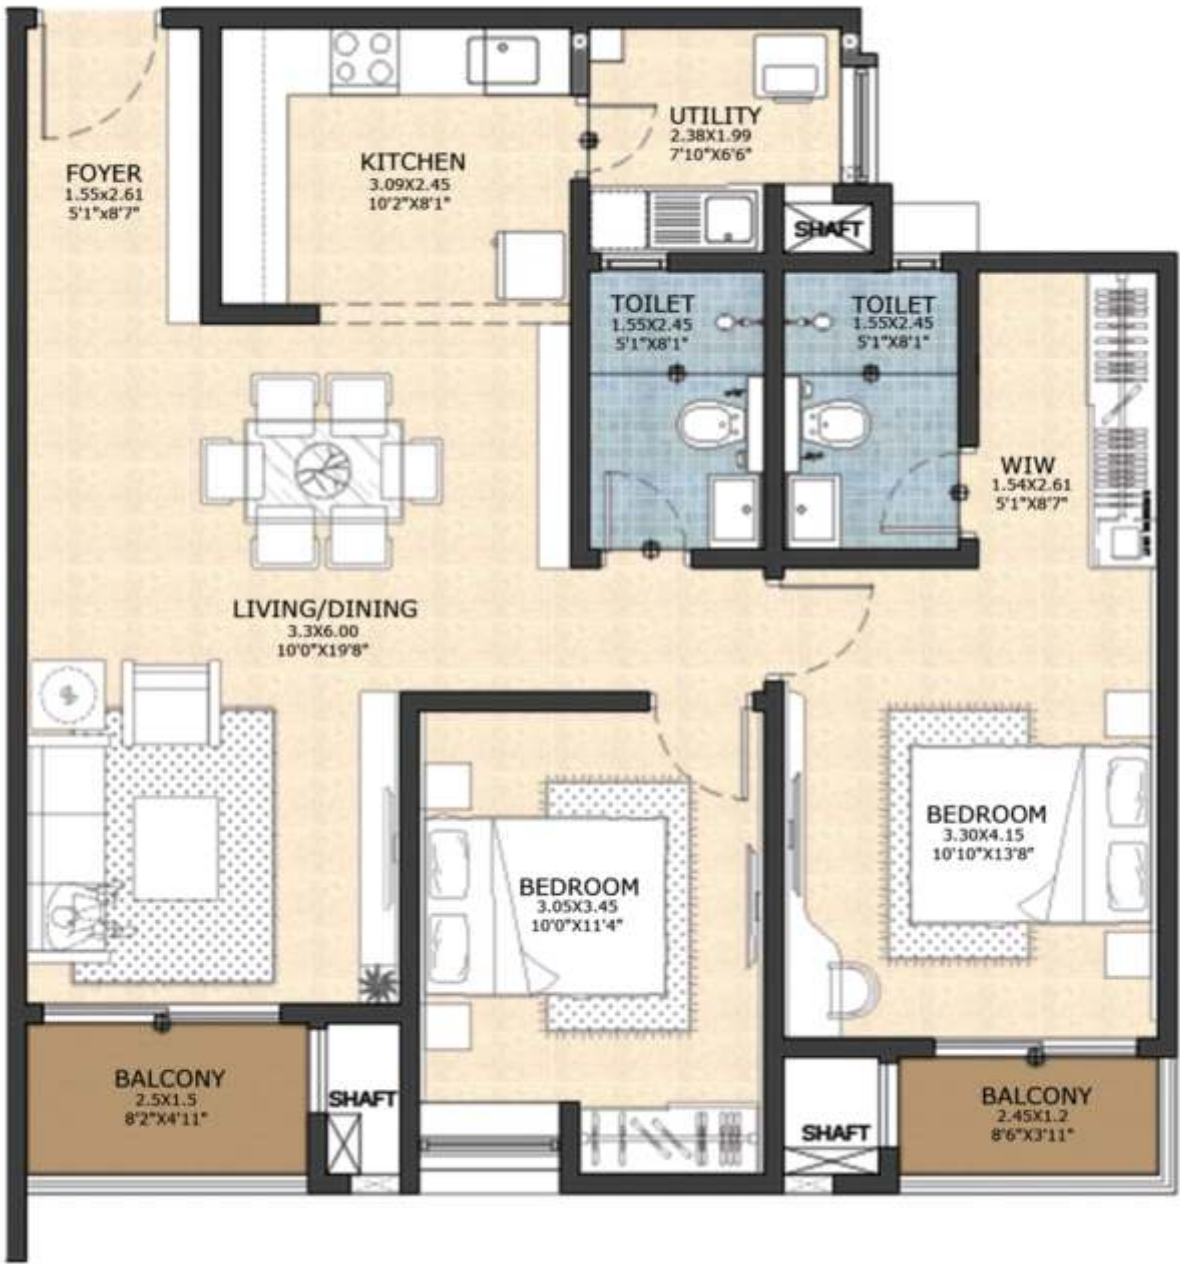 UTILITY
2.38X1.99
7'10"X6'6"
FOYER
1.55x2.61
5'1"x8'7"
KITCHEN
3.09X2.45
10'2"X8'1"
SHAFT
TOILET
1.55X2.45
5'1"X8'1"
TOILET
1.55X2.45
5'1"X8'1"
WIW
1.54X2.61
5'1"X8'7"
LIVING/DINING
3.3X6.00
10'0"X19'8"
BEDROOM
3.30X4.15
10'10"X13'8"
BEDROOM
3.05X3.45
10'0"X11'4"
BALCONY
2.5X1.5
8'2"X4'11"
SHAFT
SHAFT
BALCONY
2.45X1.2
8'6"X3'11"